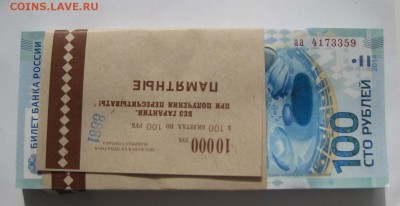 COINS.LAVE.RU
БИЛЕТ БАНКА РОССИИ
аа 4173359
100
СТО РУБЛЕЙ
2014
10000 РУБ.
В 100 БИЛЕТАХ ПО 100 РУБ.
БЕЗ ГАРАНТИИ.
ПРИ ПОЛУЧЕНИИ ПЕРЕСЧИТЫВАТЬ
ПАМЯТНЫЕ